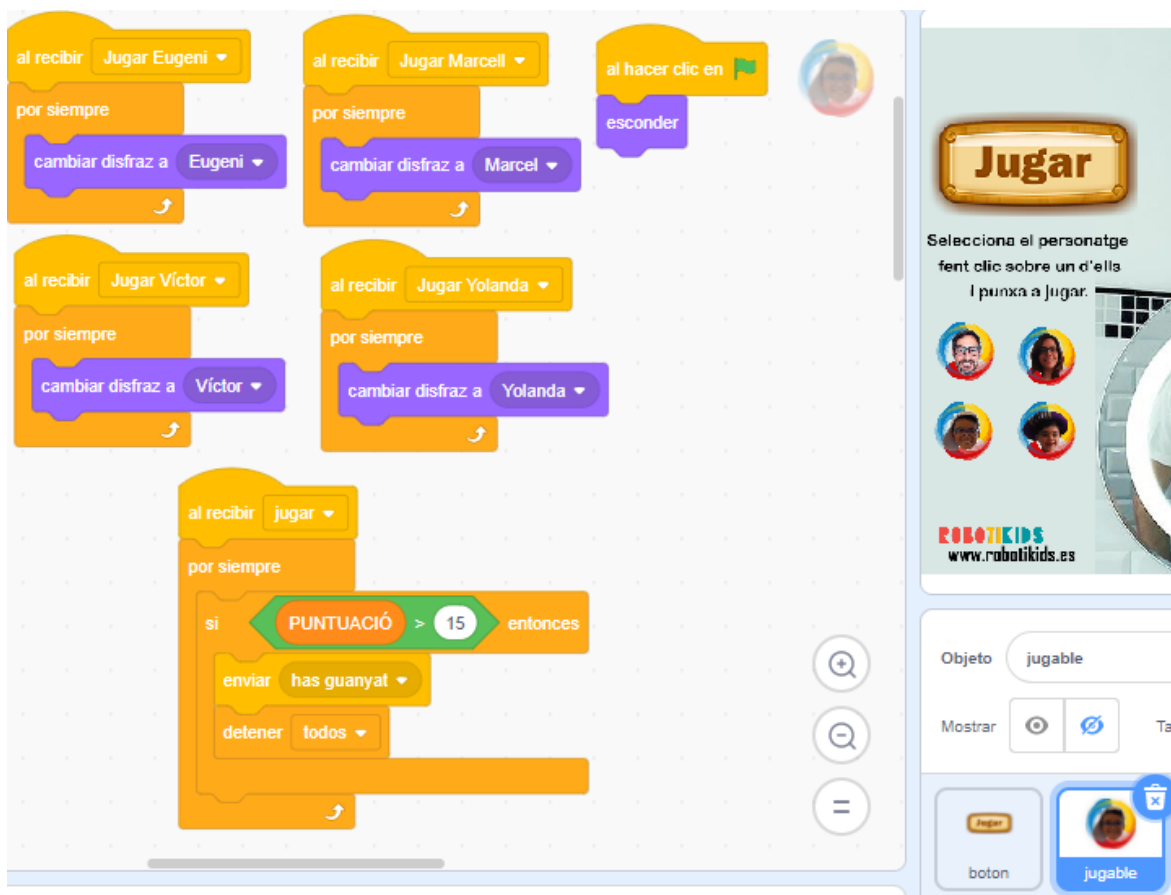 al recibir Jugar Eugeni
por siempre
cambiar disfraz a Eugeni
al recibir Jugar Marcell
por siempre
cambiar disfraz a Marcel
al hacer clic en
esconder
al recibir Jugar Víctor
por siempre
cambiar disfraz a Víctor
al recibir Jugar Yolanda
por siempre
cambiar disfraz a Yolanda
al recibir jugar
por siempre
si PUNTUACIÓ > 15 entonces
enviar has guanyat
detener todos
Jugar
Selecciona el personatge
fent clic sobre un d'ells
i punxa a jugar.
ROBOTIKIDS
www.robotikids.es
Objeto jugable
Mostrar Ta
Jugar
boton
jugable